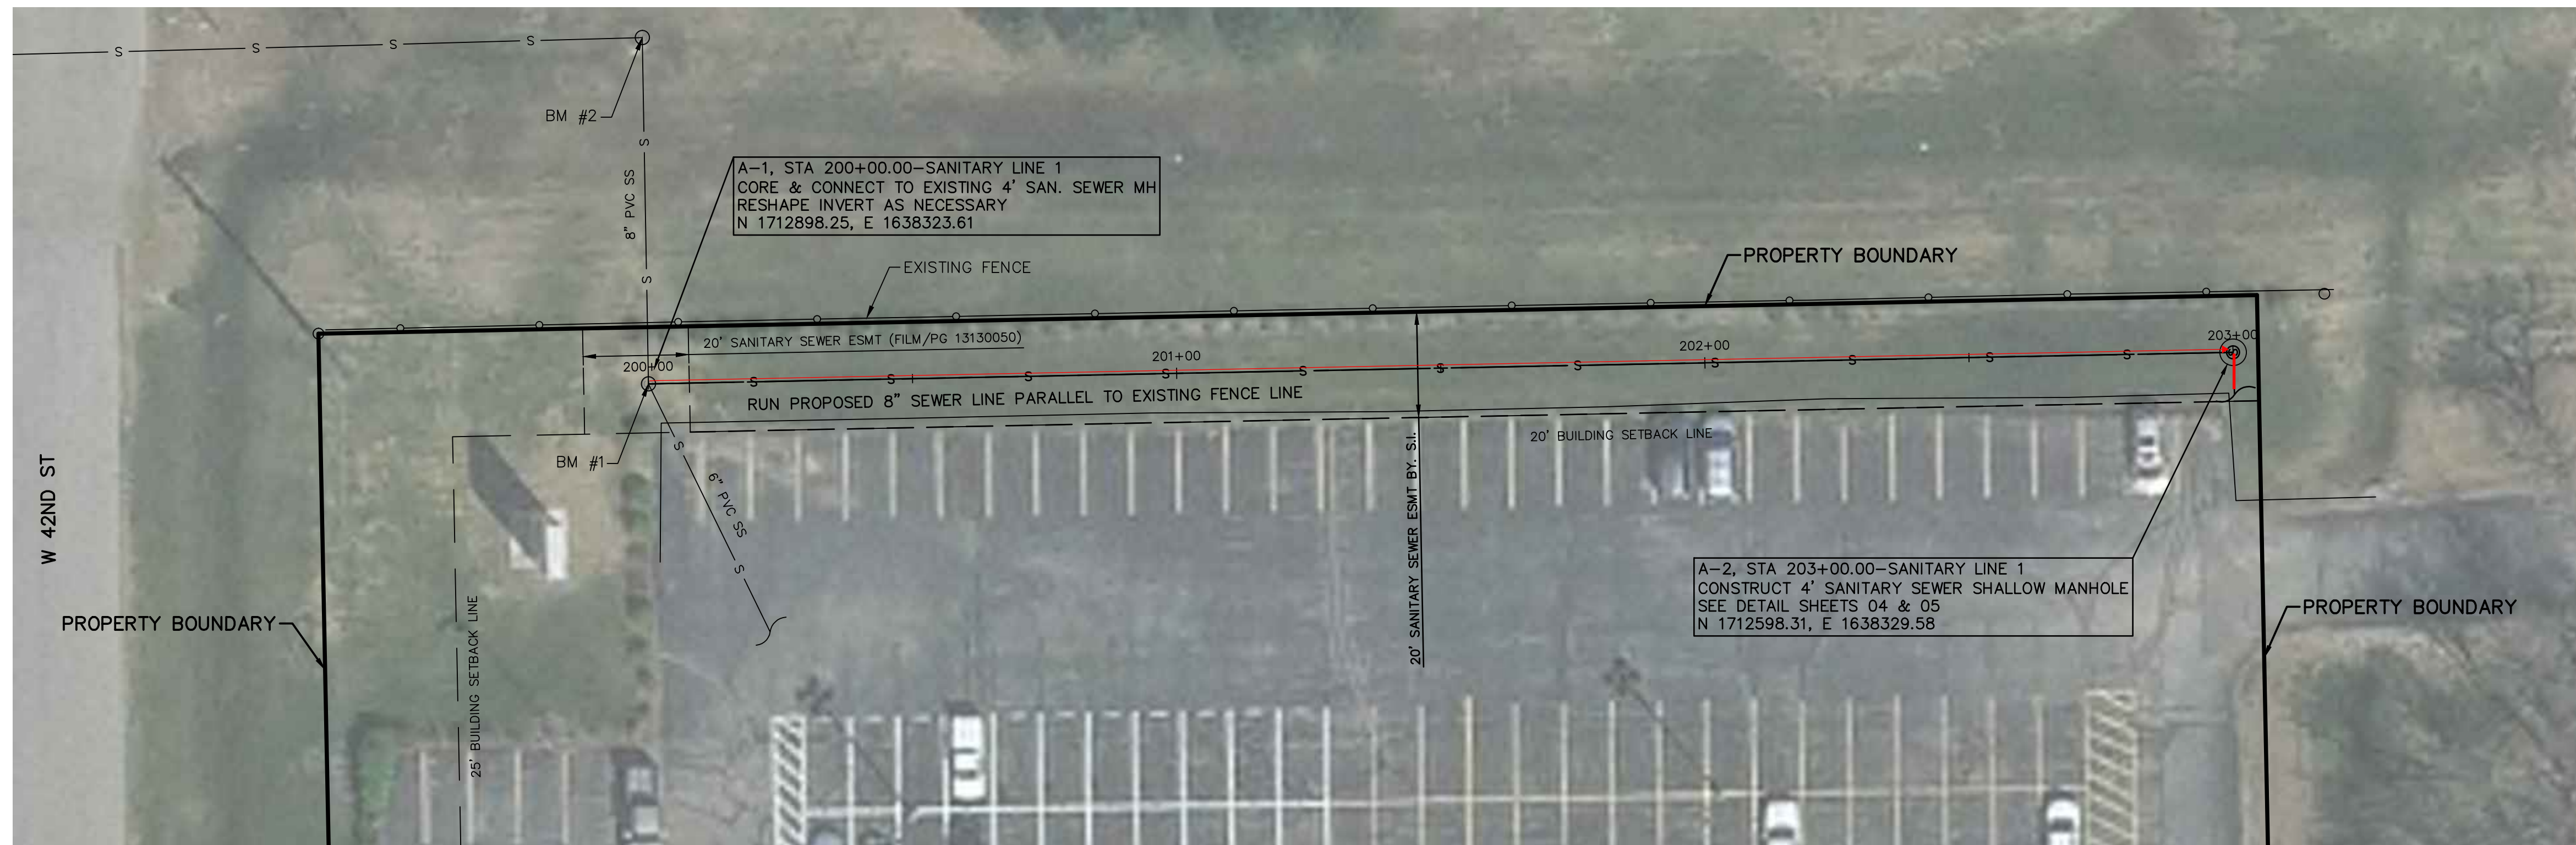 S S S S
BM #2
S
8" PVC SS
S
A-1, STA 200+00.00-SANITARY LINE 1
CORE & CONNECT TO EXISTING 4' SAN. SEWER MH
RESHAPE INVERT AS NECESSARY
N 1712898.25, E 1638323.61
EXISTING FENCE
PROPERTY BOUNDARY
20' SANITARY SEWER ESMT (FILM/PG 13130050)
200+00
201+00
202+00
203+00
S S S S S S S S S S S
S
RUN PROPOSED 8" SEWER LINE PARALLEL TO EXISTING FENCE LINE
20' BUILDING SETBACK LINE
BM #1
S
6" PVC SS
S
20' SANITARY SEWER ESMT BY. S.I.
W 42ND ST
PROPERTY BOUNDARY
25' BUILDING SETBACK LINE
A-2, STA 203+00.00-SANITARY LINE 1
CONSTRUCT 4' SANITARY SEWER SHALLOW MANHOLE
SEE DETAIL SHEETS 04 & 05
N 1712598.31, E 1638329.58
PROPERTY BOUNDARY